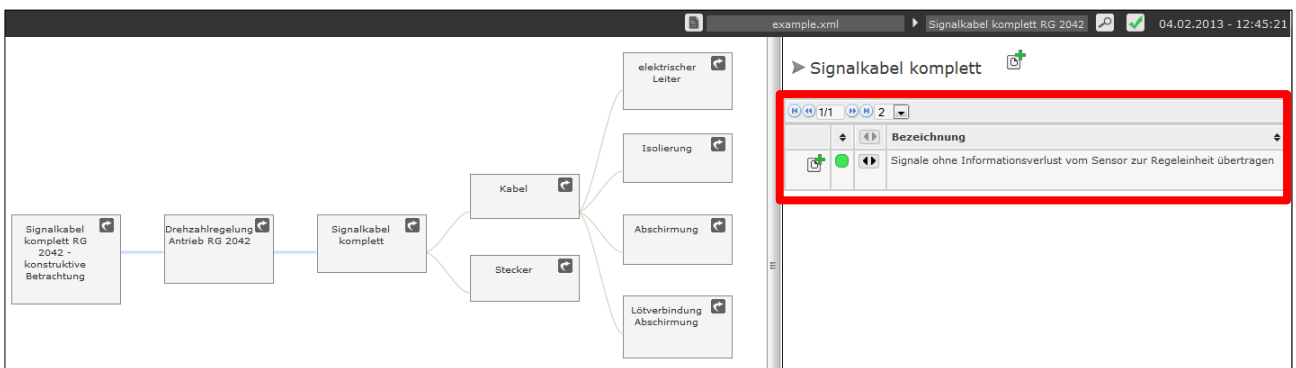 example.xml
Signalkabel komplett RG 2042
04.02.2013 - 12:45:21
Signalkabel
komplett RG
2042 -
konstruktive
Betrachtung
Drehzahlregelung
Antrieb RG 2042
Signalkabel
komplett
Kabel
Stecker
elektrischer
Leiter
Isolierung
Abschirmung
Lötverbindung
Abschirmung
Signalkabel komplett
1/1 2
Bezeichnung
Signale ohne Informationsverlust vom Sensor zur Regeleinheit übertragen